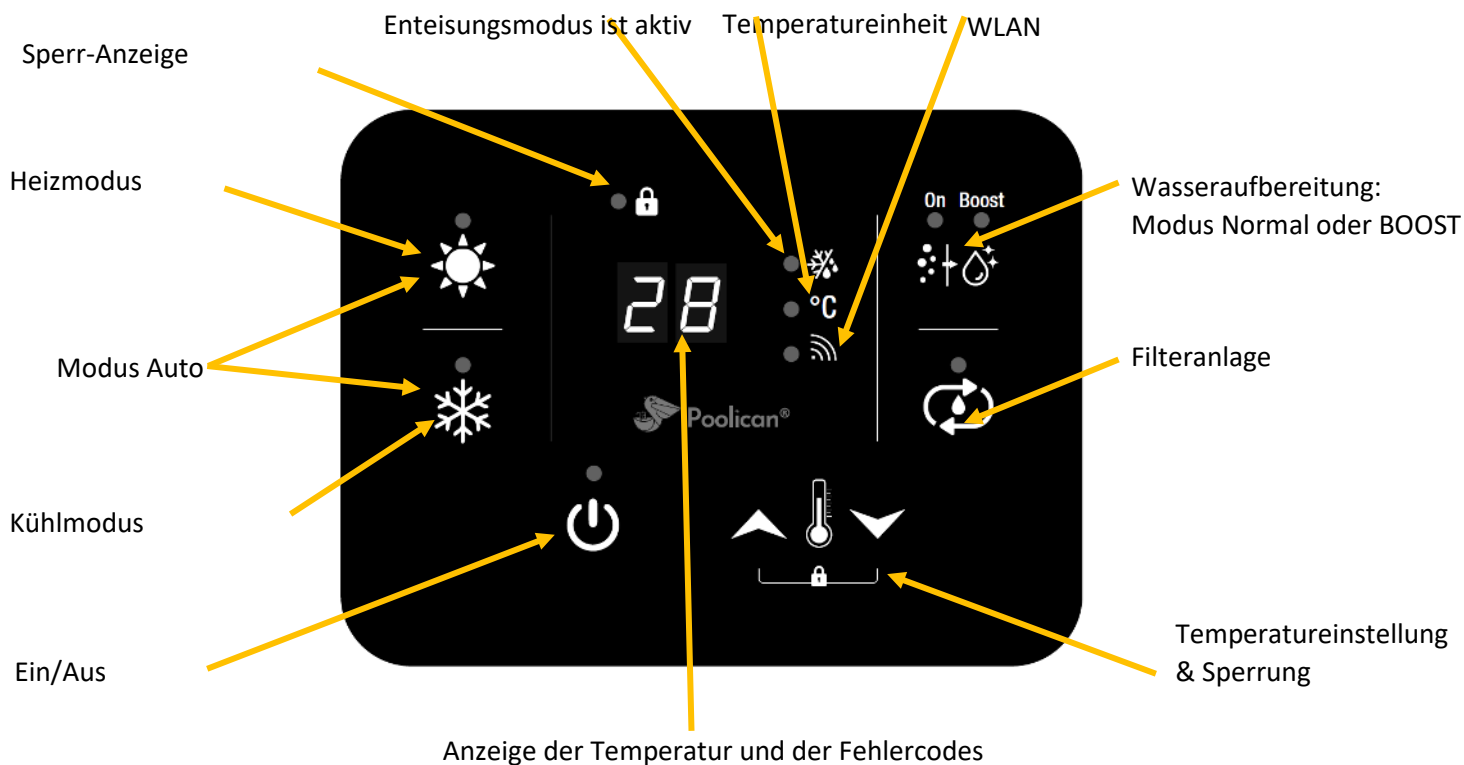 Enteisungsmodus ist aktiv
Temperatureinheit
WLAN
Sperr-Anzeige
Heizmodus
On Boost
Wasseraufbereitung:
Modus Normal oder BOOST
28
°C
Modus Auto
Filteranlage
Poolican®
Kühlmodus
Ein/Aus
Temperatureinstellung
& Sperrung
Anzeige der Temperatur und der Fehlercodes